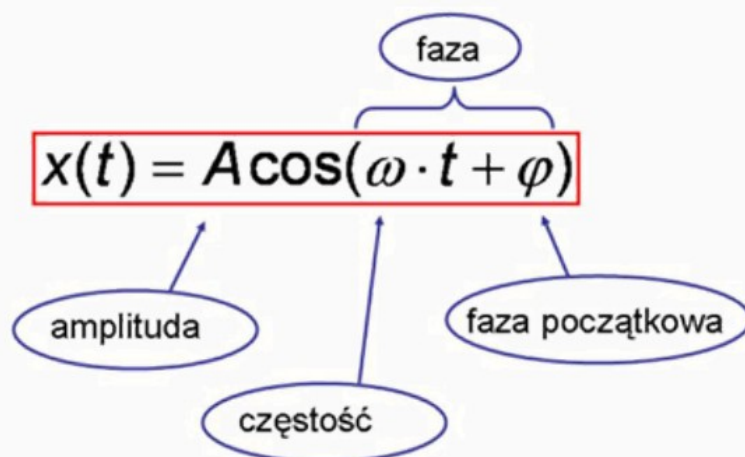 faza
x(t) = A cos(ω · t + φ)
amplituda
faza początkowa
częstość